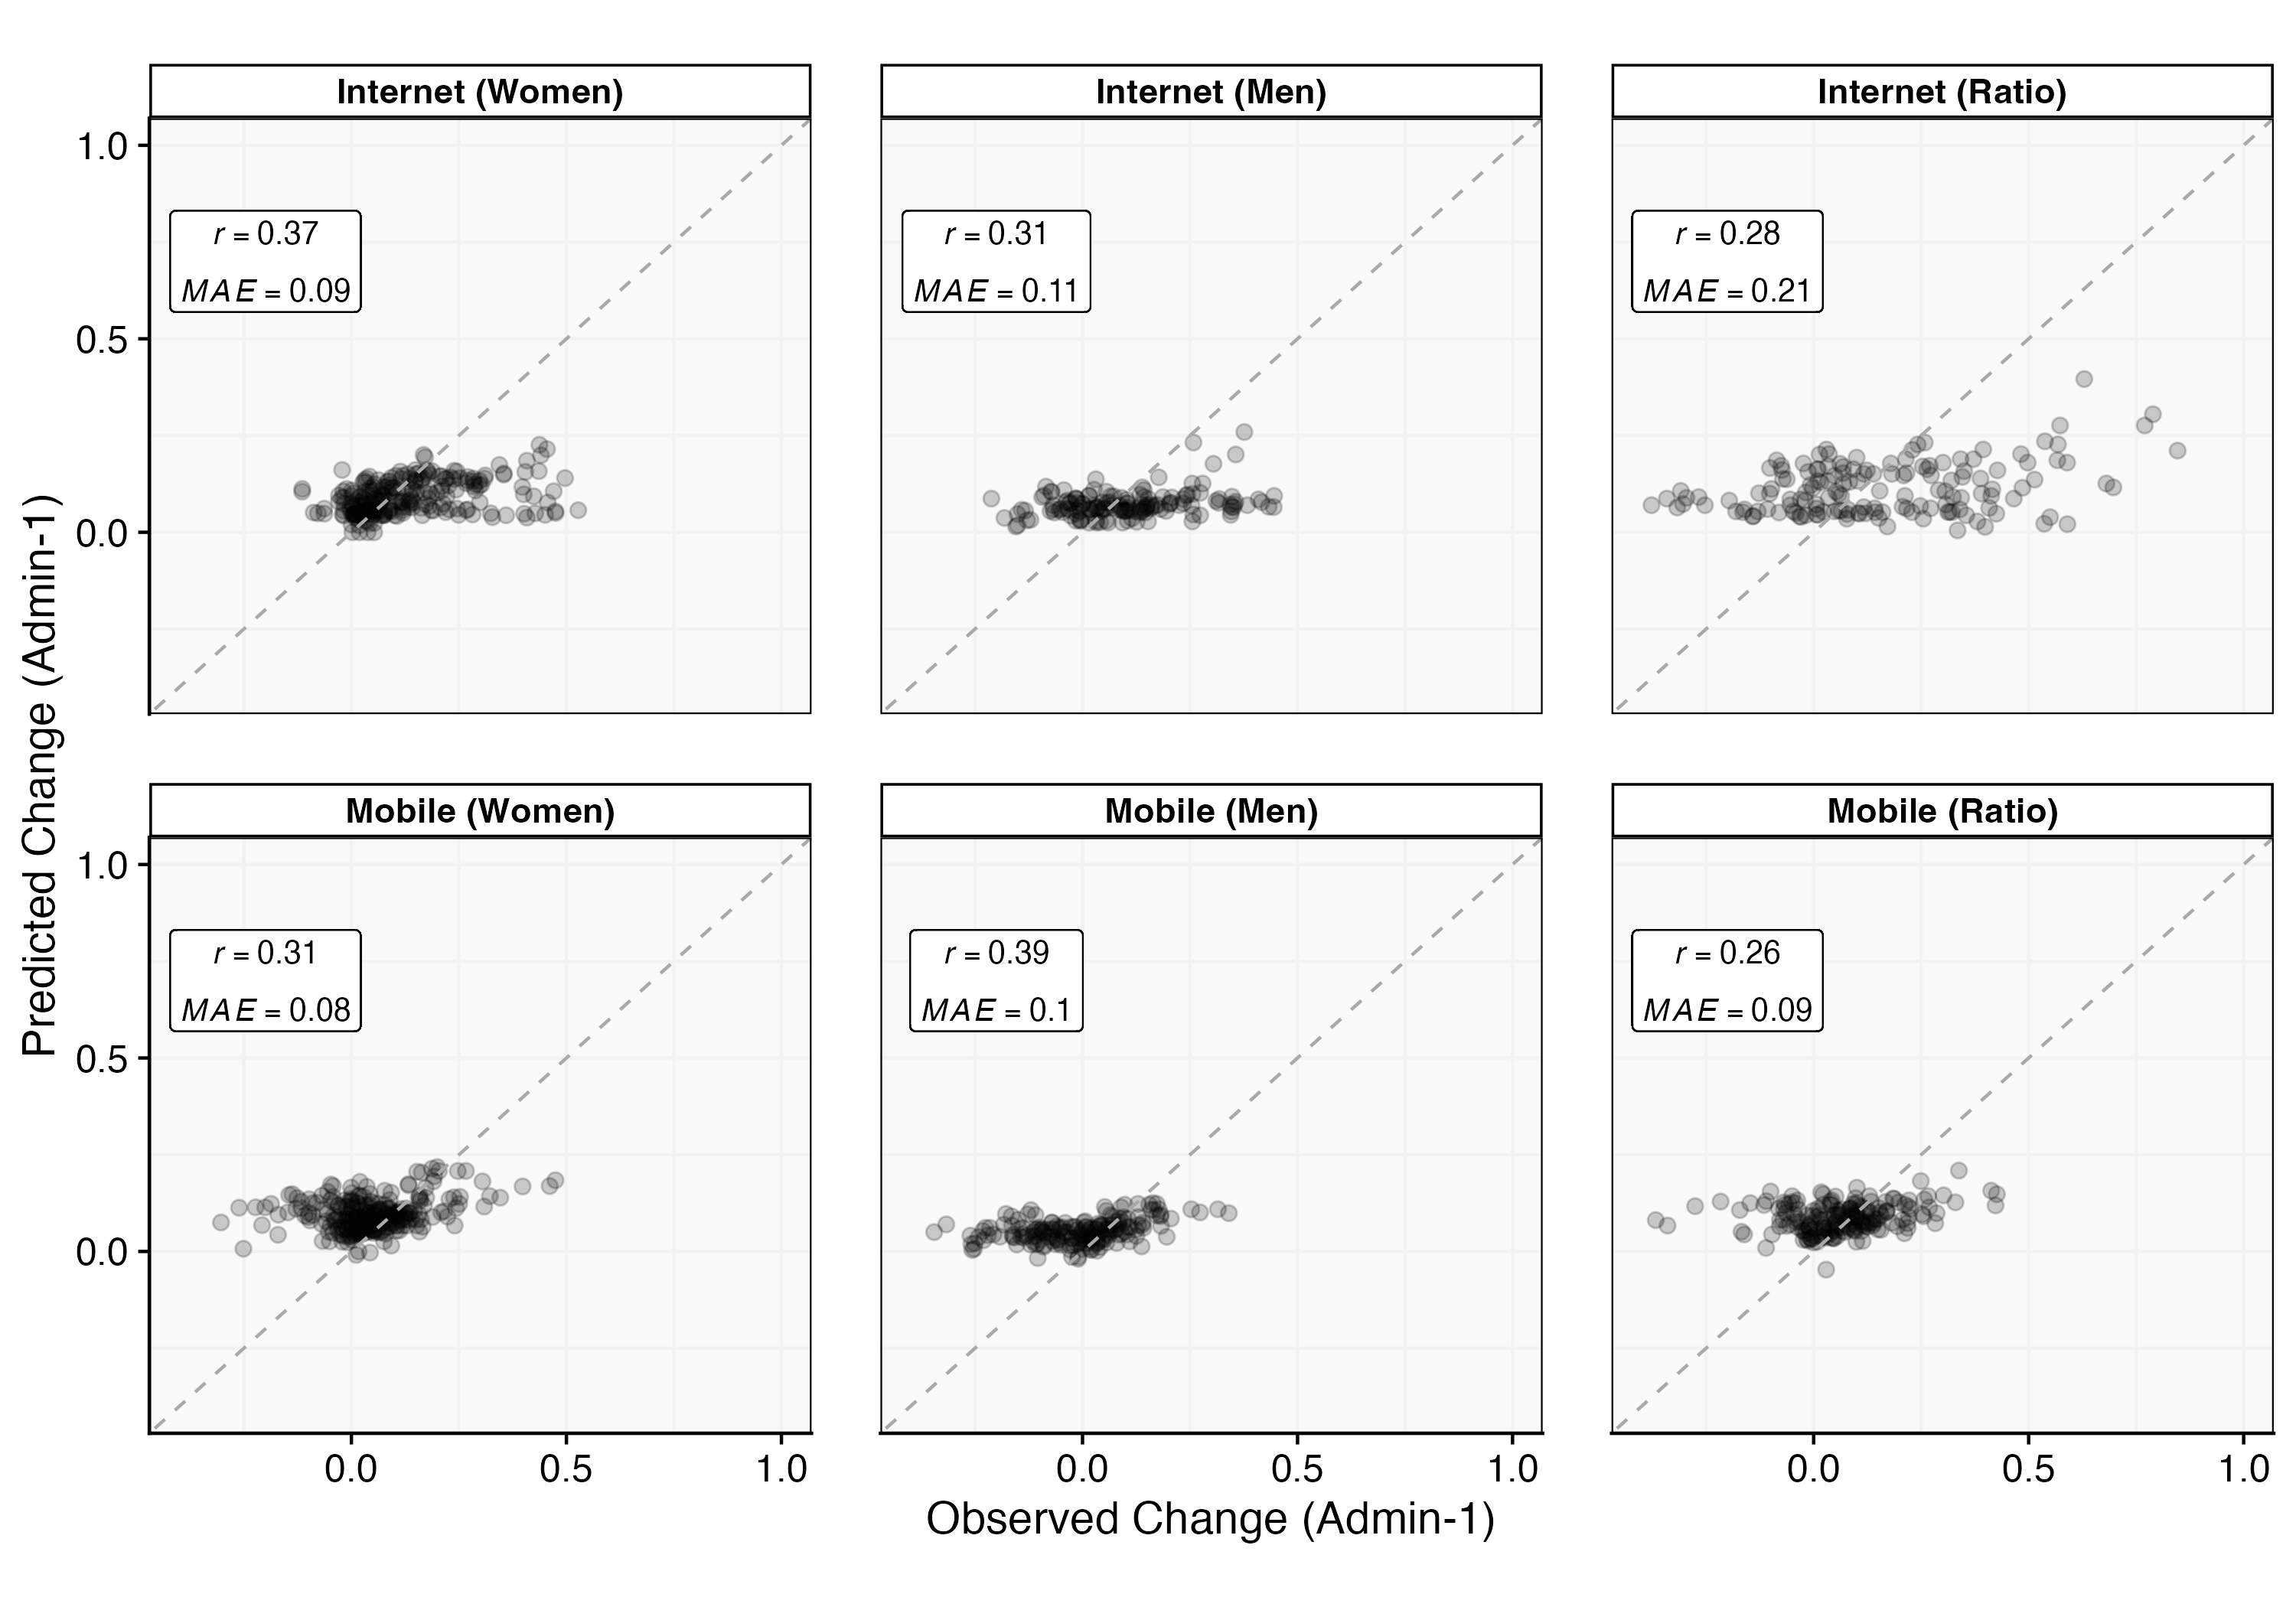 Internet (Women)
Internet (Men)
Internet (Ratio)
1.0
0.5
0.0
r = 0.37
MAE = 0.09
r = 0.31
MAE = 0.11
r = 0.28
MAE = 0.21
Predicted Change (Admin-1)
Mobile (Women)
Mobile (Men)
Mobile (Ratio)
1.0
0.5
0.0
r = 0.31
MAE = 0.08
r = 0.39
MAE = 0.1
r = 0.26
MAE = 0.09
0.0 0.5 1.0
0.0 0.5 1.0
0.0 0.5 1.0
Observed Change (Admin-1)